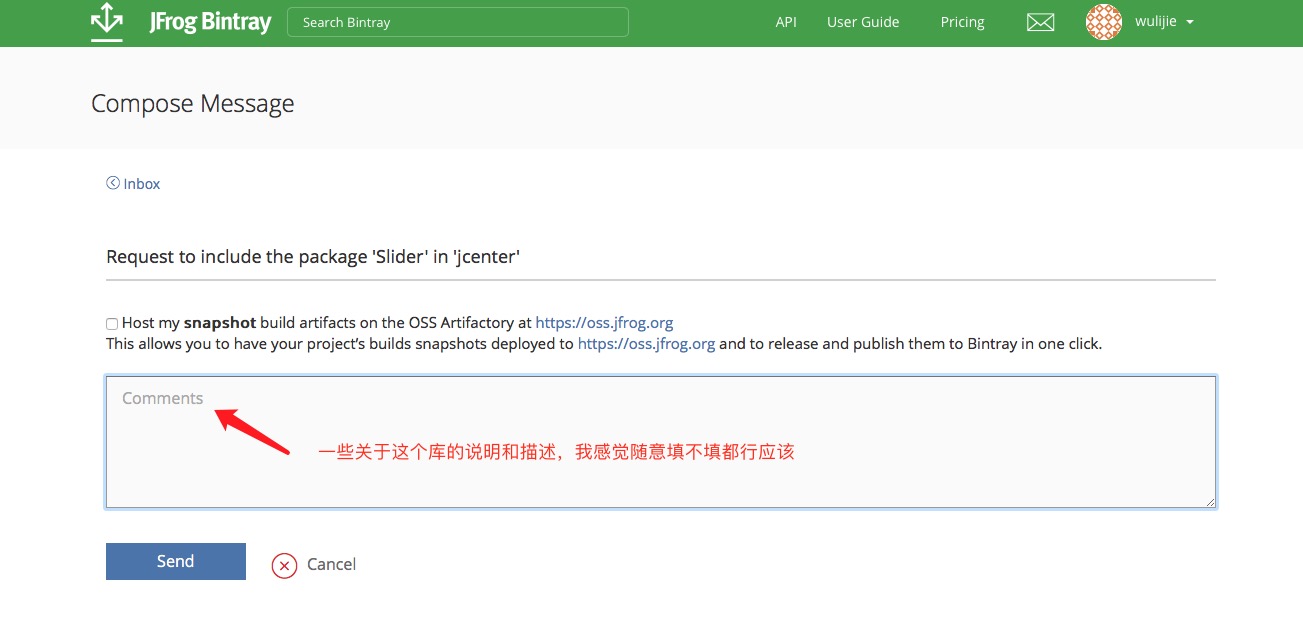 JFrog Bintray
Search Bintray
API
User Guide
Pricing
wulijie
Compose Message
Inbox
Request to include the package 'Slider' in 'jcenter'
Host my snapshot build artifacts on the OSS Artifactory at https://oss.jfrog.org
This allows you to have your project's builds snapshots deployed to https://oss.jfrog.org and to release and publish them to Bintray in one click.
Comments
一些关于这个库的说明和描述，我感觉随意填不填都行应该
Send
Cancel